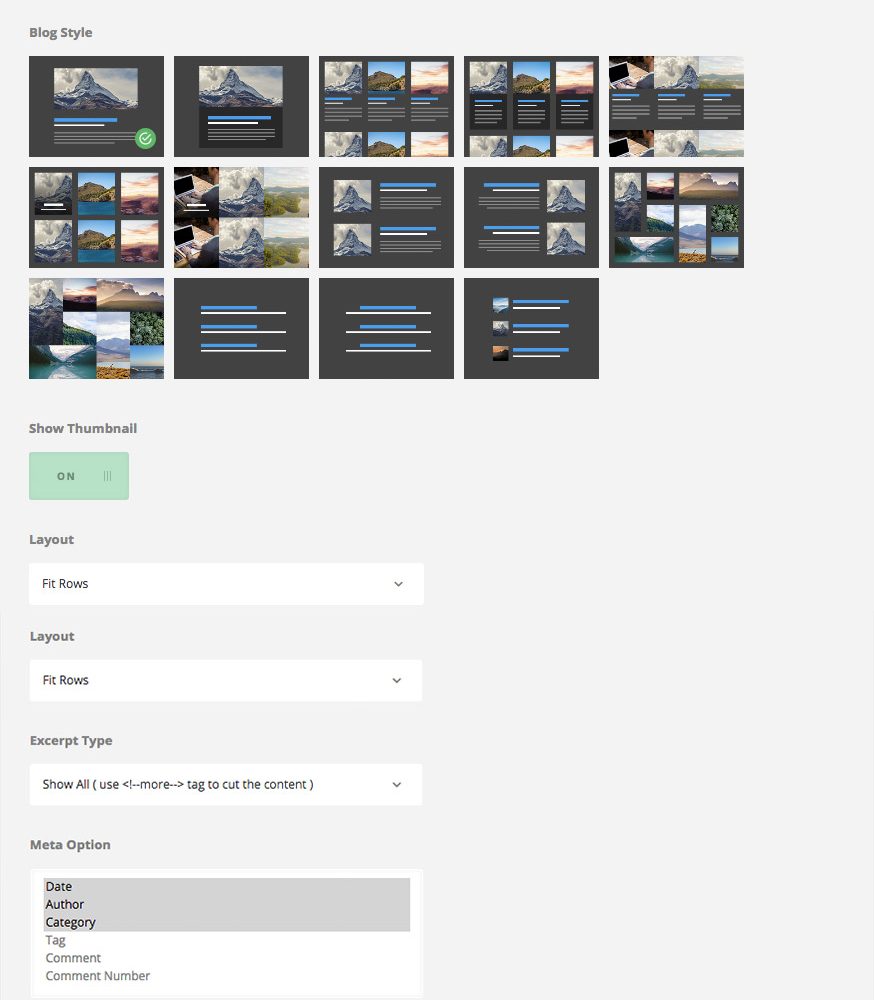 Blog Style
Show Thumbnail
ON
Layout
Fit Rows
Layout
Fit Rows
Excerpt Type
Show All ( use <!--more--> tag to cut the content )
Meta Option
Date
Author
Category
Tag
Comment
Comment Number